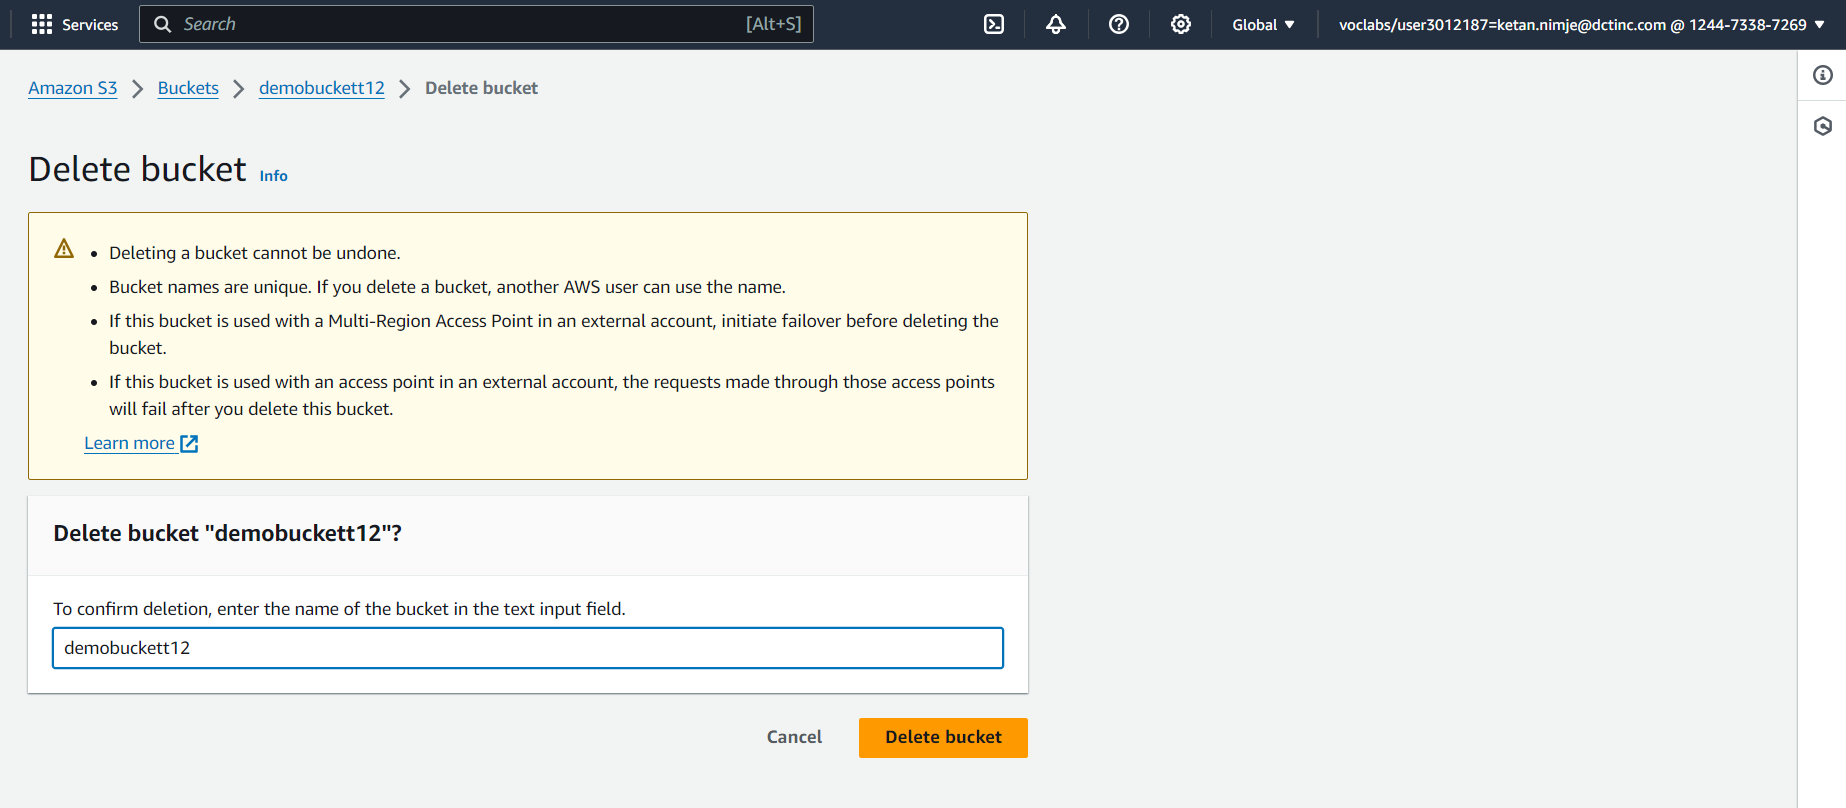 Services
Search
[Alt+S]
Global
voclabs/user3012187=ketan.nimje@dctinc.com @ 1244-7338-7269
Amazon S3
Buckets
demobuckett12
Delete bucket
Delete bucket Info
Deleting a bucket cannot be undone.
Bucket names are unique. If you delete a bucket, another AWS user can use the name.
If this bucket is used with a Multi-Region Access Point in an external account, initiate failover before deleting the
bucket.
If this bucket is used with an access point in an external account, the requests made through those access points
will fail after you delete this bucket.
Learn more
Delete bucket "demobuckett12"?
To confirm deletion, enter the name of the bucket in the text input field.
demobuckett12
Cancel
Delete bucket